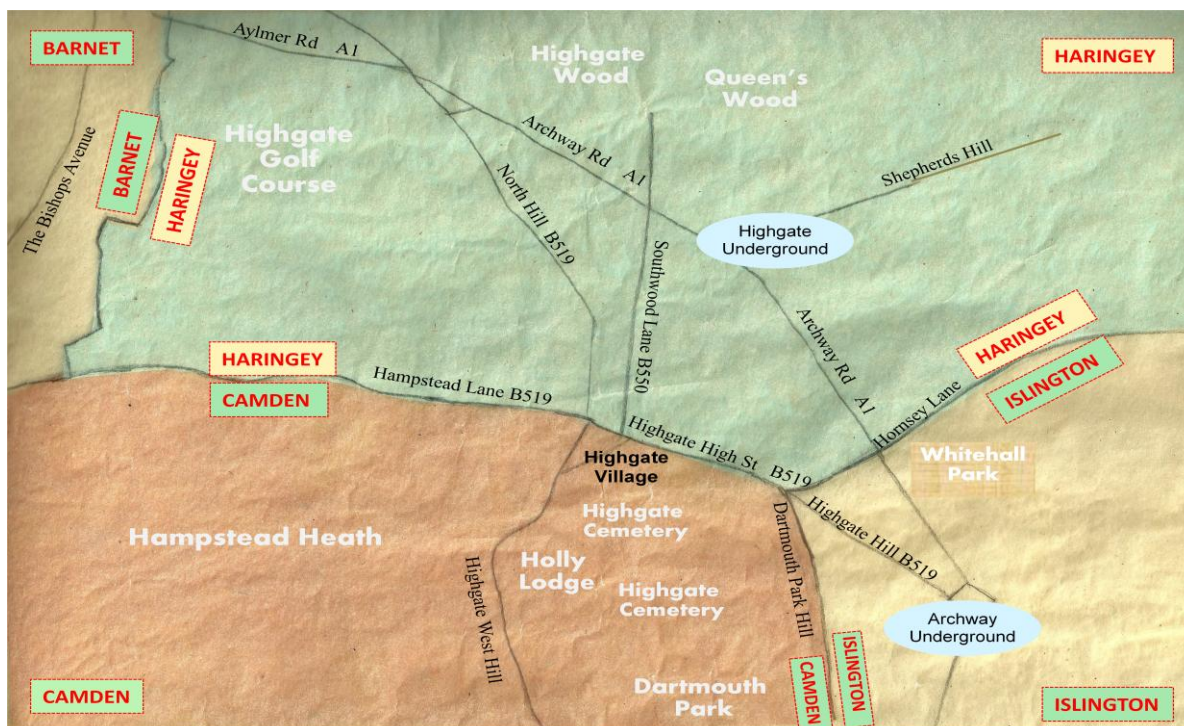 BARNET
Aylmer Rd A1
Highgate
Wood
Queen's
Wood
HARINGEY
The Bishops Avenue
BARNET
HARINGEY
Highgate
Golf
Course
Archway Rd A1
North Hill B519
Shepherds Hill
Highgate
Underground
Southwood Lane B550
Archway Rd A1
HARINGEY
ISLINGTON
HARINGEY
CAMDEN
Hampstead Lane B519
Hornsey Lane
Highgate High St B519
Highgate
Village
Whitehall
Park
Highgate
Cemetery
Hampstead Heath
Holly
Lodge
Highgate West Hill
Highgate
Cemetery
Dartmouth Park Hill
Highgate Hill B519
Archway
Underground
Dartmouth
Park
CAMDEN
ISLINGTON
CAMDEN
ISLINGTON